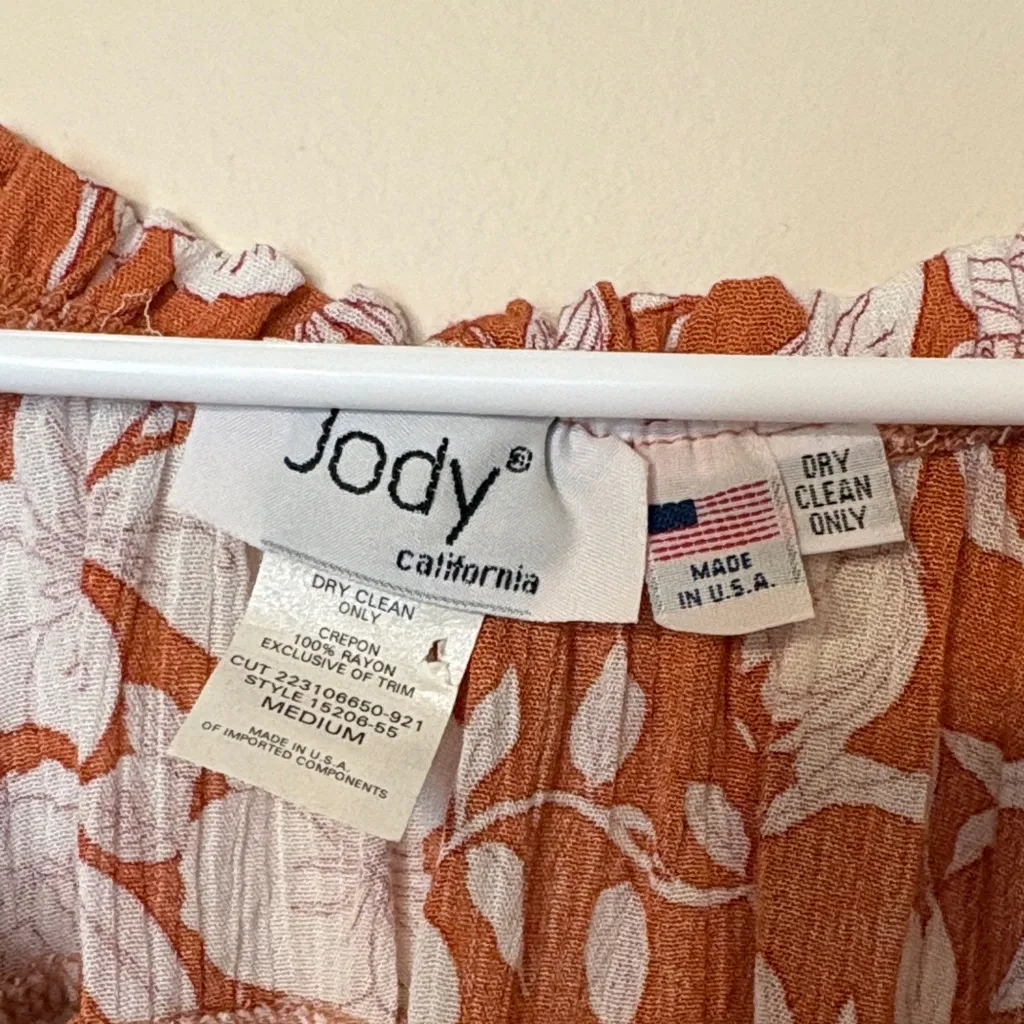 Jody®
california
DRY CLEAN
ONLY
CREPON
100% RAYON
EXCLUSIVE OF TRIM
CUT 223106650-921
STYLE 15206-55
MEDIUM
MADE IN U.S.A.
OF IMPORTED COMPONENTS
MADE
IN U.S.A.
DRY
CLEAN
ONLY